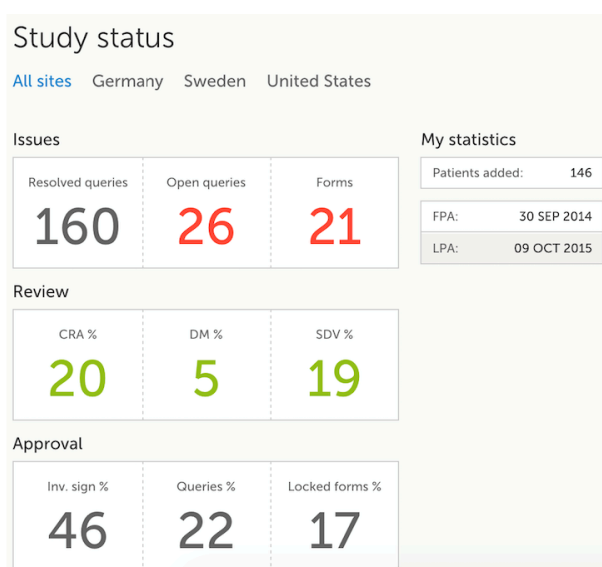 Study status
All sites Germany Sweden United States
Issues
Resolved queries Open queries Forms
160 26 21
My statistics
Patients added: 146
FPA: 30 SEP 2014
LPA: 09 OCT 2015
Review
CRA % DM % SDV %
20 5 19
Approval
Inv. sign % Queries % Locked forms %
46 22 17